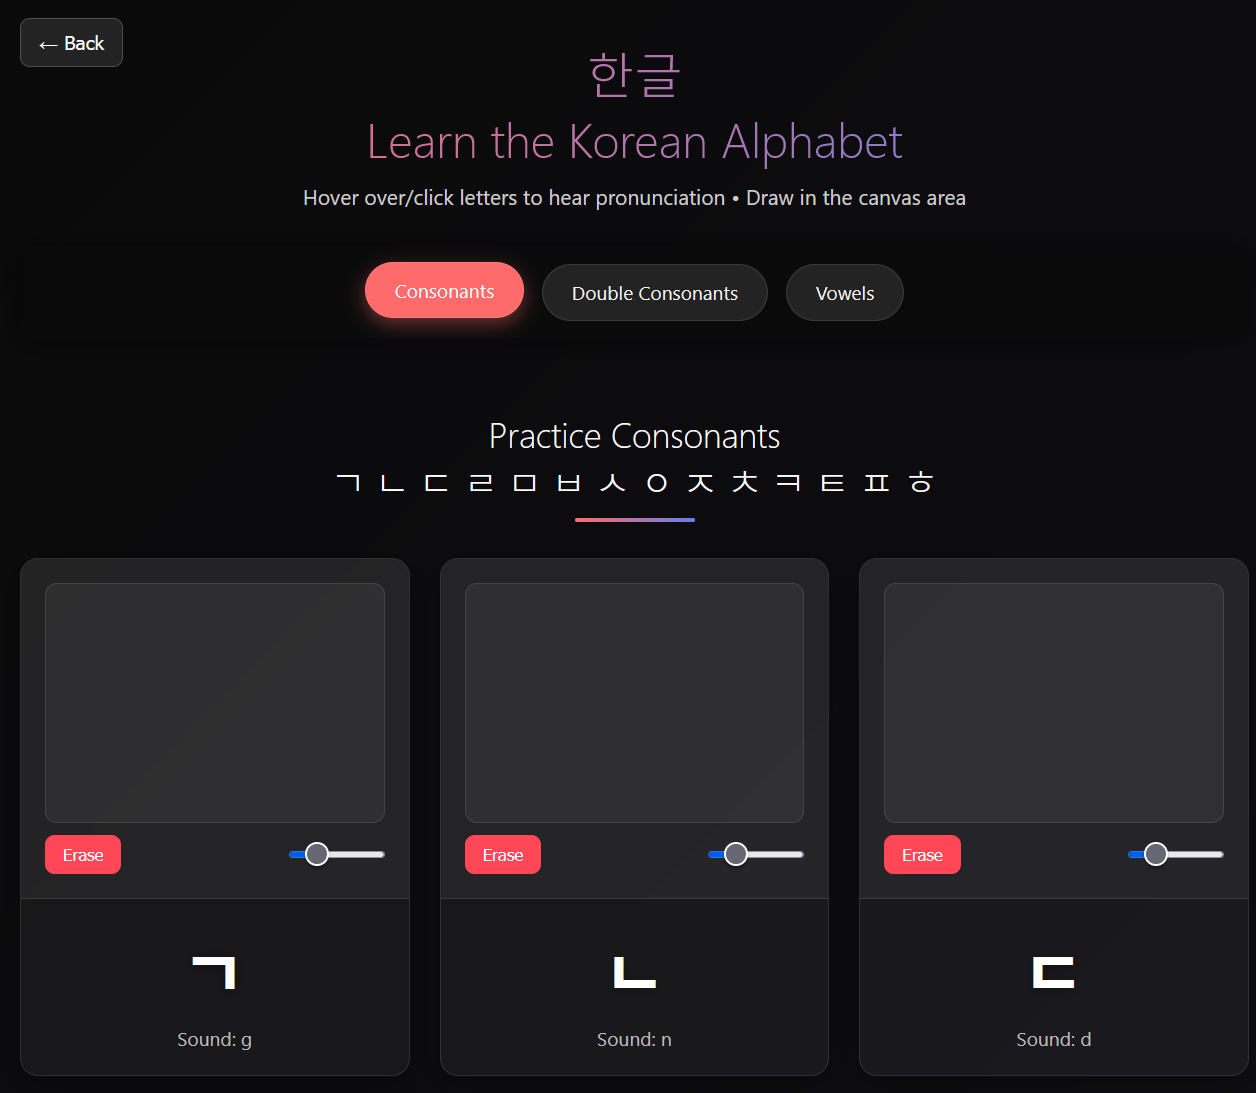 ← Back
한글
Learn the Korean Alphabet
Hover over/click letters to hear pronunciation • Draw in the canvas area
Consonants Double Consonants Vowels
Practice Consonants
ㄱ ㄴ ㄷ ㄹ ㅁ ㅂ ㅅ ㅇ ㅈ ㅊ ㅋ ㅌ ㅍ ㅎ
Erase Erase Erase
ㄱ ㄴ ㄷ
Sound: g Sound: n Sound: d